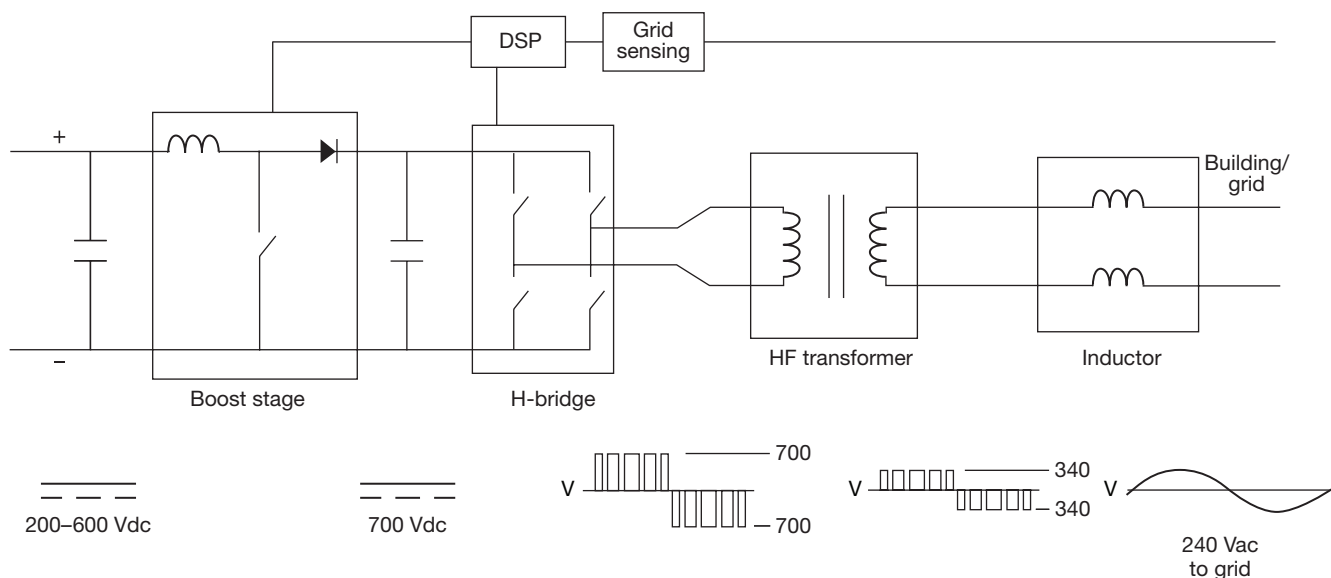 DSP
Grid
sensing
+
Building/
grid
–
HF transformer
Inductor
Boost stage
H-bridge
700
340
V
V
V
340
700
200–600 Vdc
700 Vdc
240 Vac
to grid